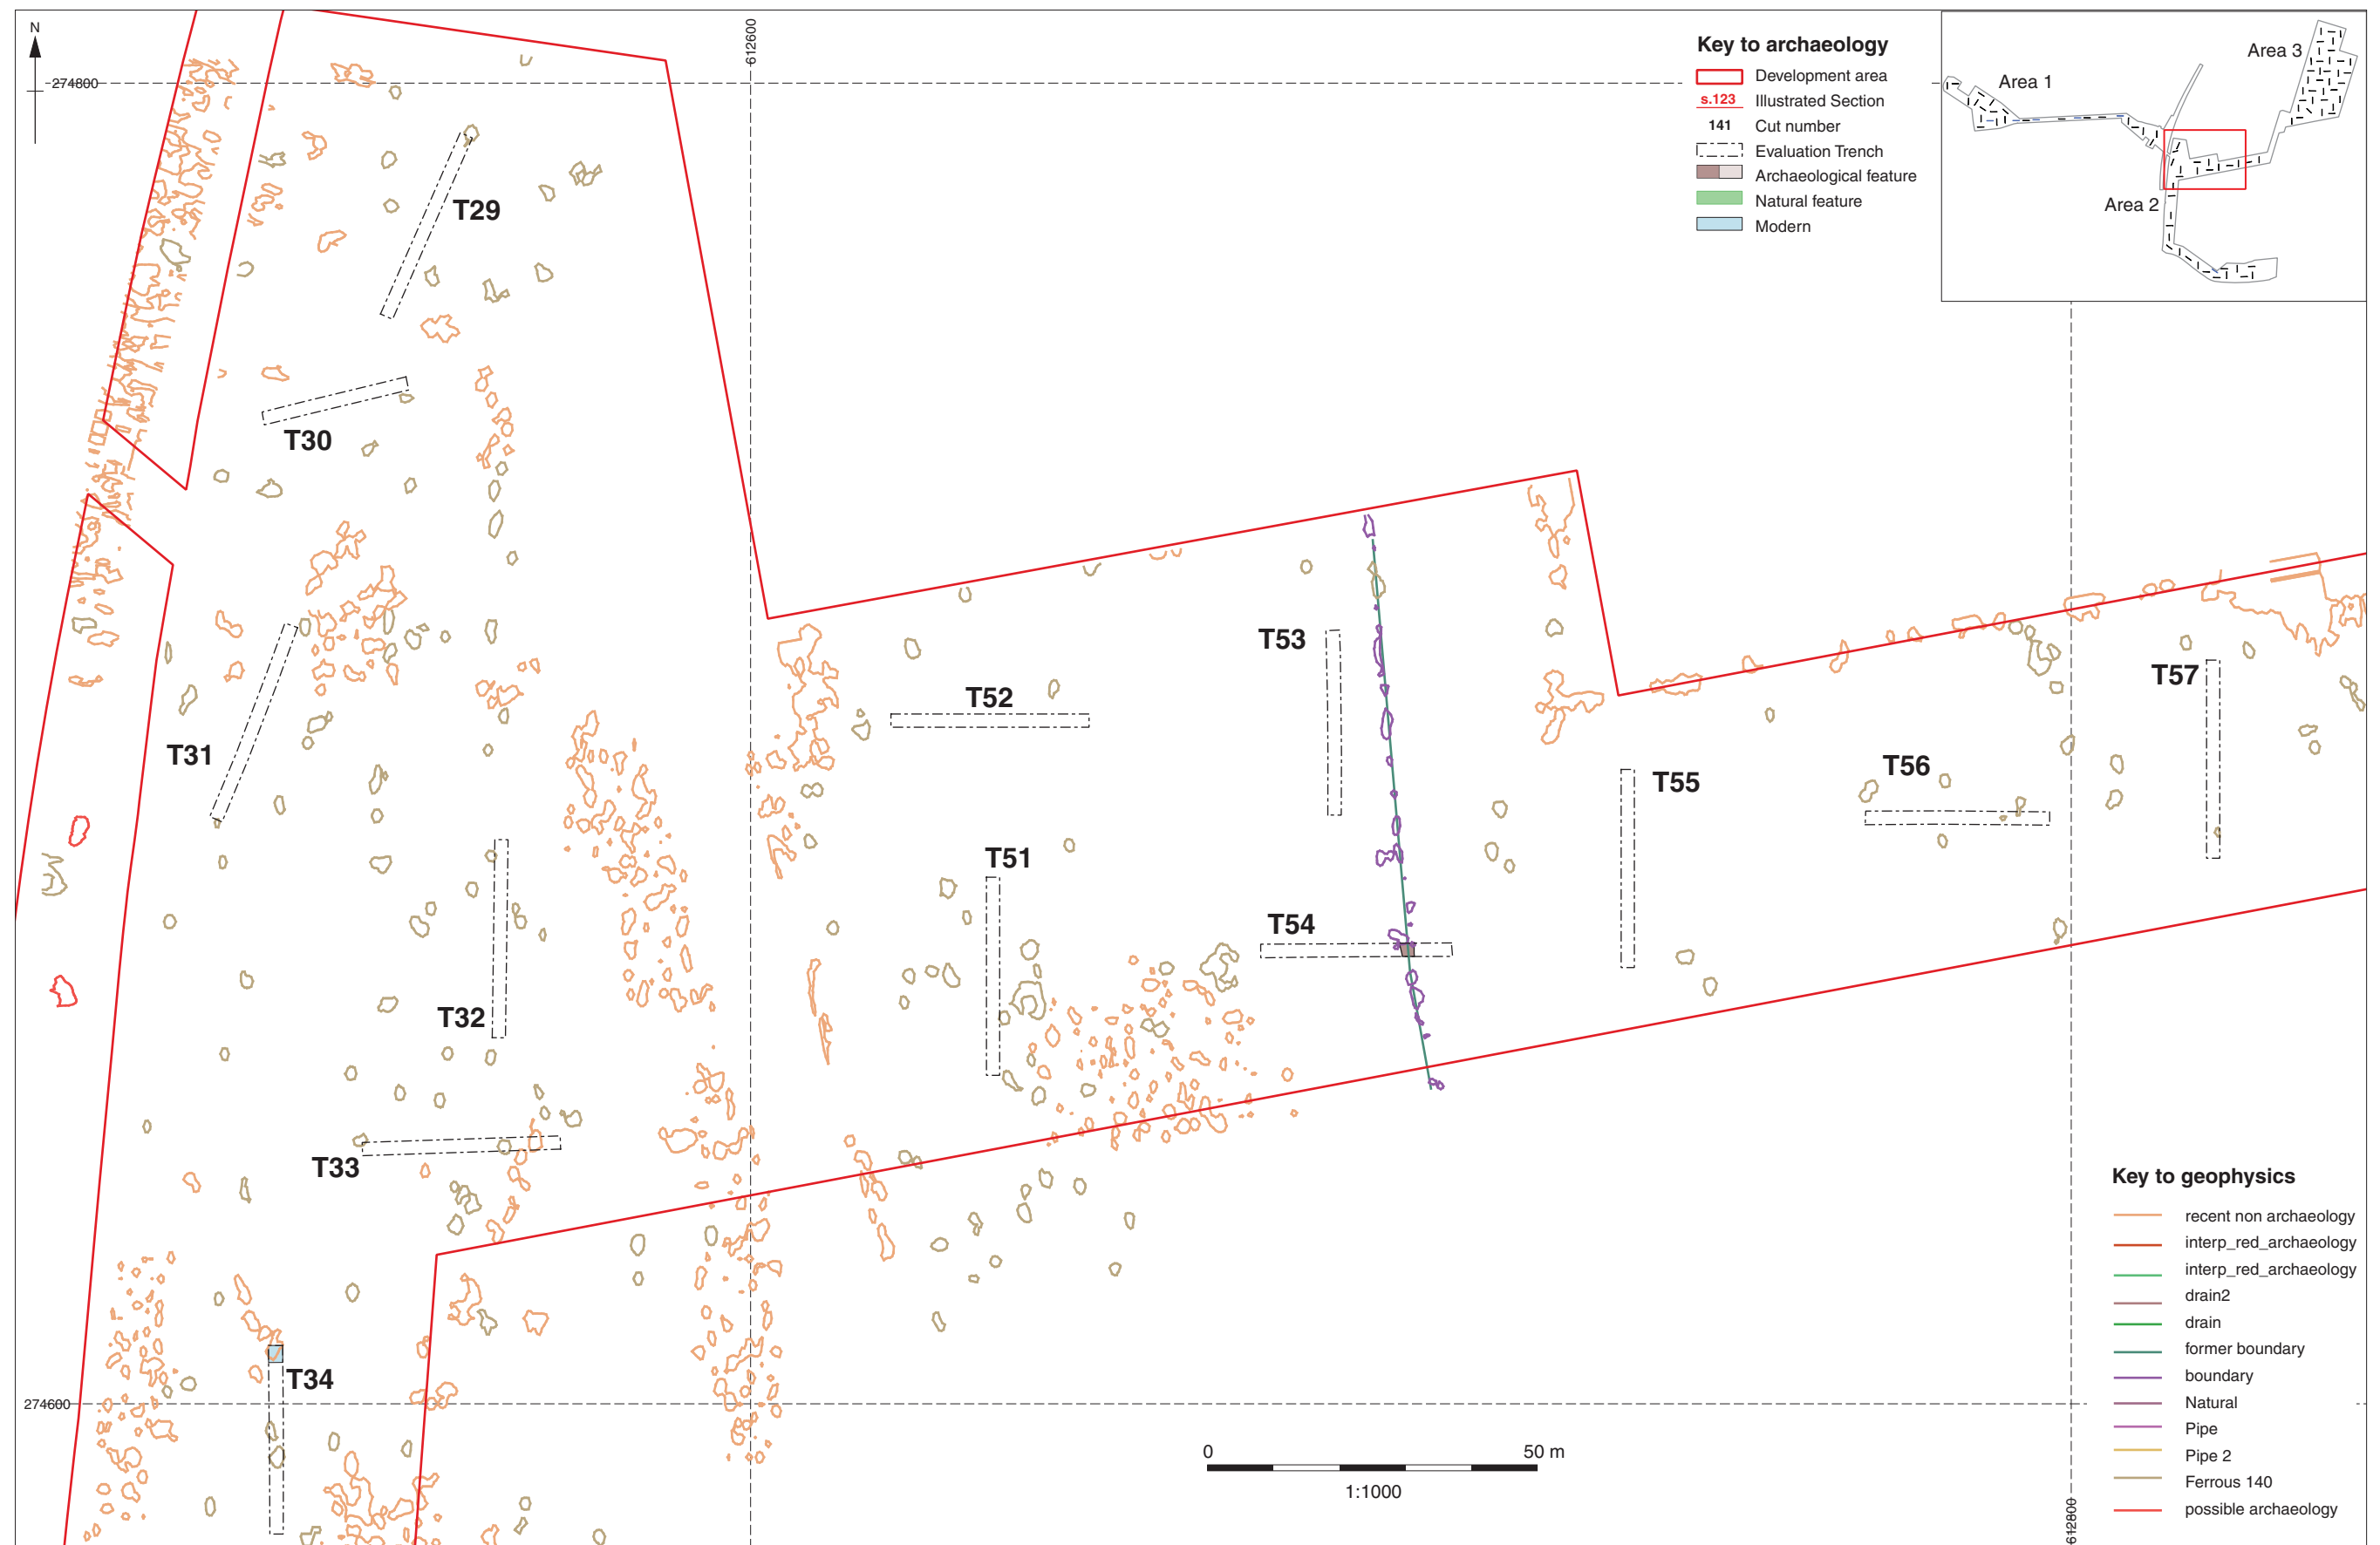 N
274800
612600
Key to archaeology
Development area
s.123 Illustrated Section
141 Cut number
Evaluation Trench
Archaeological feature
Natural feature
Modern
Area 1
Area 2
Area 3
T29
T30
T31
T32
T33
T34
T51
T52
T53
T54
T55
T56
T57
274600
612800
0 50 m
1:1000
Key to geophysics
recent non archaeology
interp_red_archaeology
interp_red_archaeology
drain2
drain
former boundary
boundary
Natural
Pipe
Pipe 2
Ferrous 140
possible archaeology